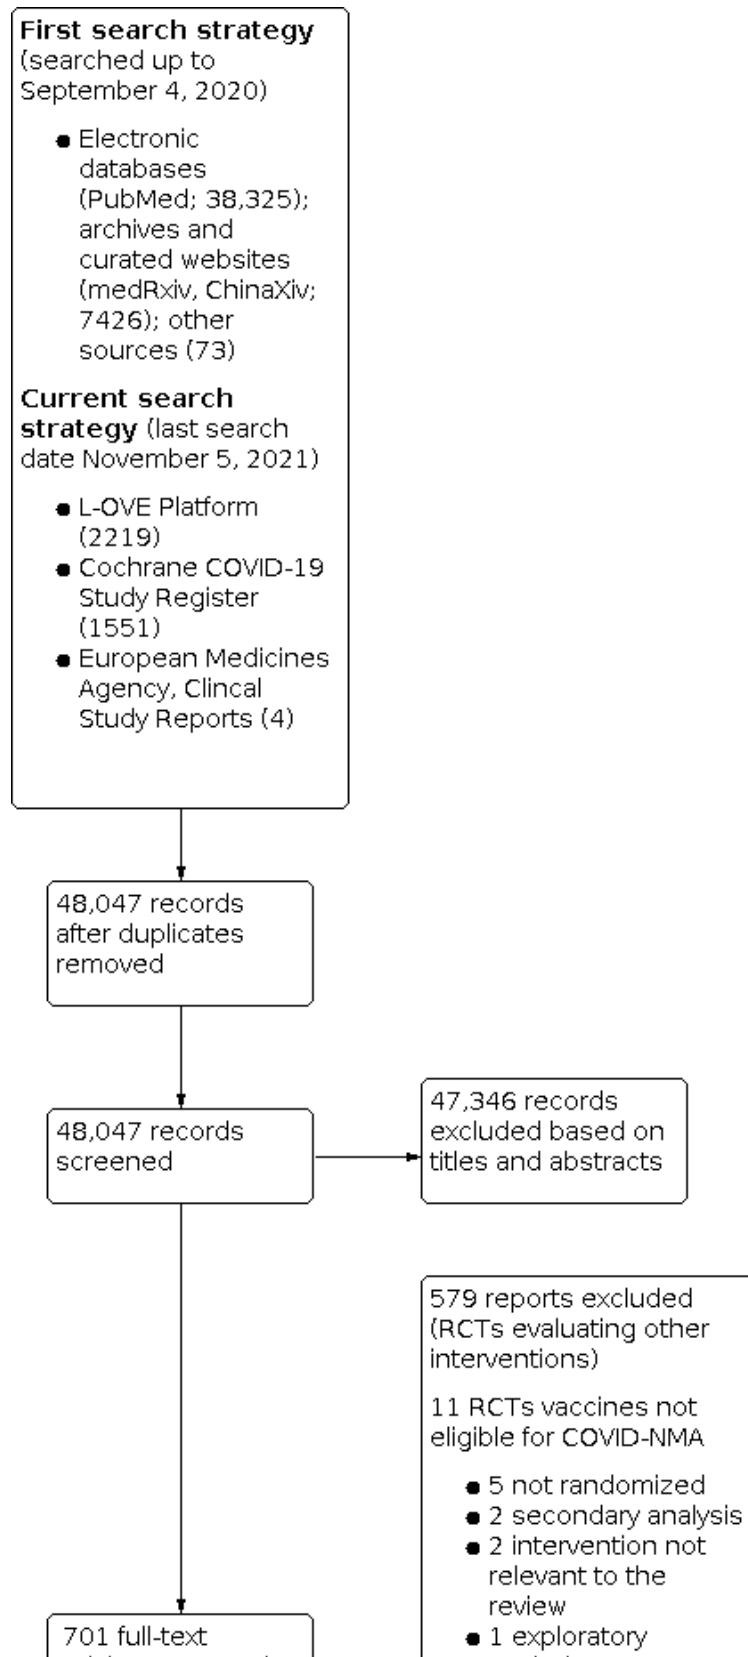 First search strategy
(searched up to
September 4, 2020)
● Electronic
databases
(PubMed; 38,325);
archives and
curated websites
(medRxiv, ChinaXiv;
7426); other
sources (73)
Current search
strategy (last search
date November 5, 2021)
● L-OVE Platform
(2219)
● Cochrane COVID-19
Study Register
(1551)
● European Medicines
Agency, Clincal
Study Reports (4)
48,047 records
after duplicates
removed
48,047 records
screened
47,346 records
excluded based on
titles and abstracts
579 reports excluded
(RCTs evaluating other
interventions)
11 RCTs vaccines not
eligible for COVID-NMA
● 5 not randomized
● 2 secondary analysis
● 2 intervention not
relevant to the
review
● 1 exploratory
701 full-text